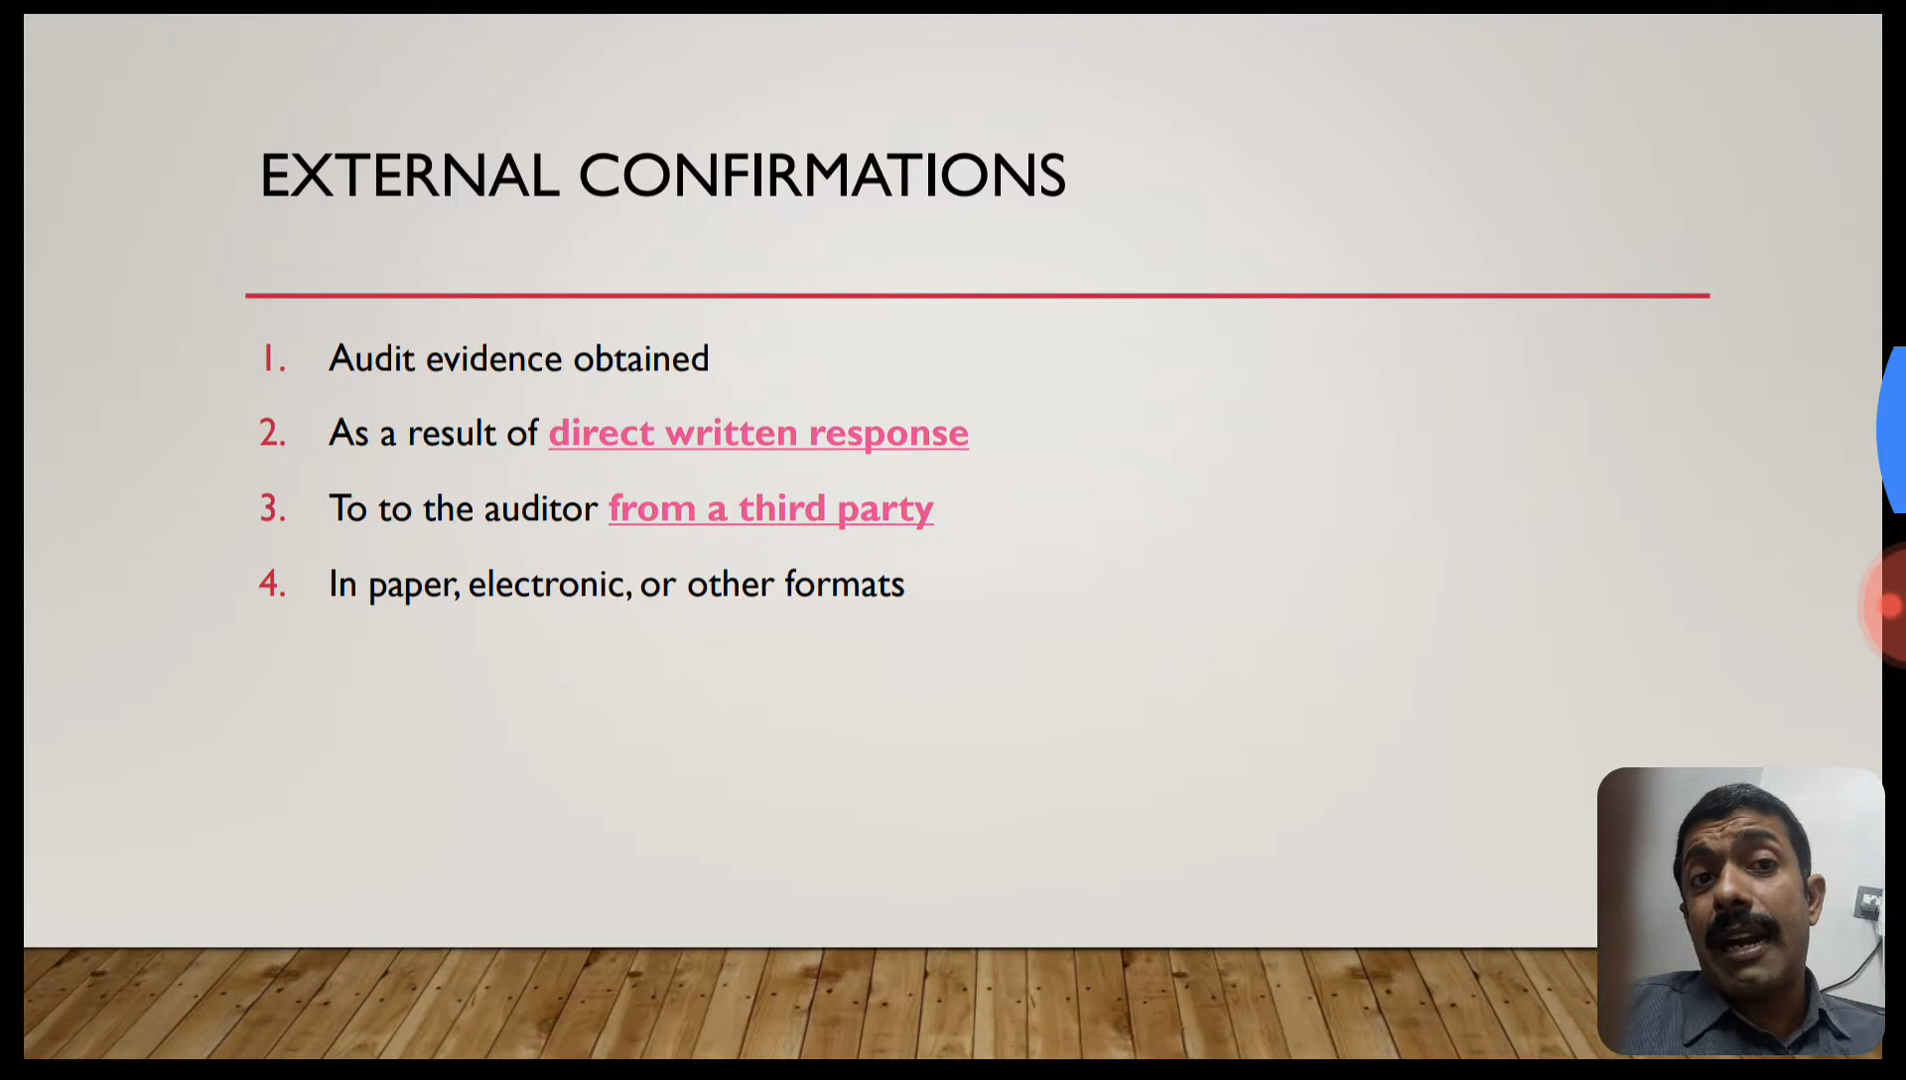 EXTERNAL CONFIRMATIONS
1. Audit evidence obtained
2. As a result of direct written response
3. To to the auditor from a third party
4. In paper, electronic, or other formats